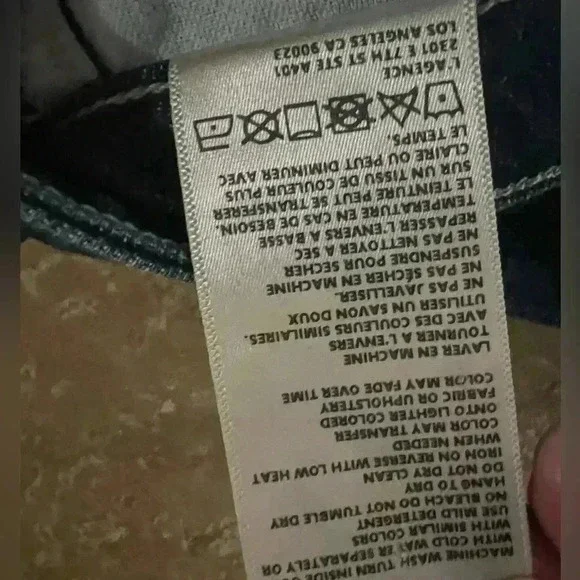 MACHINE WASH TURN INSIDE OU
WITH COLD WATER SEPARATELY OR
WITH SIMILAR COLORS
USE MILD DETERGENT
NO BLEACH DO NOT TUMBLE DRY
HANG TO DRY
DO NOT DRY CLEAN
IRON ON REVERSE WITH LOW HEAT
WHEN NEEDED
COLOR MAY TRANSFER
ONTO LIGHTER COLORED
FABRIC OR UPHOLSTERY
COLOR MAY FADE OVER TIME
LAVER EN MACHINE
TOURNER A L'ENVERS
AVEC DES COULEURS SIMILAIRES.
UTILISER UN SAVON DOUX
NE PAS JAVELLISER.
NE PAS SÉCHER EN MACHINE
SUSPENDRE POUR SÉCHER
NE PAS NETTOYER A SEC
REPASSER L'ENVERS A BASSE
TEMPERATURE EN CAS DE BESOIN.
LE TEINTURE PEUT SE TRANSFERER
SUR UN TISSU DE COULEUR PLUS
CLAIRE OU PEUT DIMINUER AVEC
LE TEMPS.
L'AGENCE
2301 E 7TH ST STE A401
LOS ANGELES CA 90023